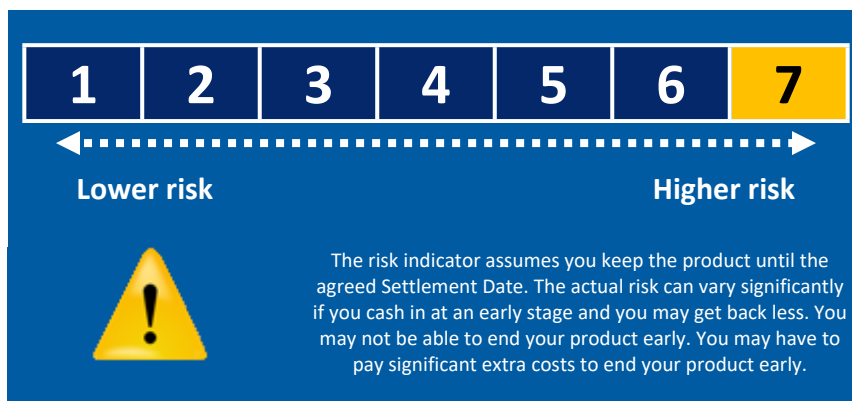 1 2 3 4 5 6 7
Lower risk Higher risk
The risk indicator assumes you keep the product until the
agreed Settlement Date. The actual risk can vary significantly
if you cash in at an early stage and you may get back less. You
may not be able to end your product early. You may have to
pay significant extra costs to end your product early.